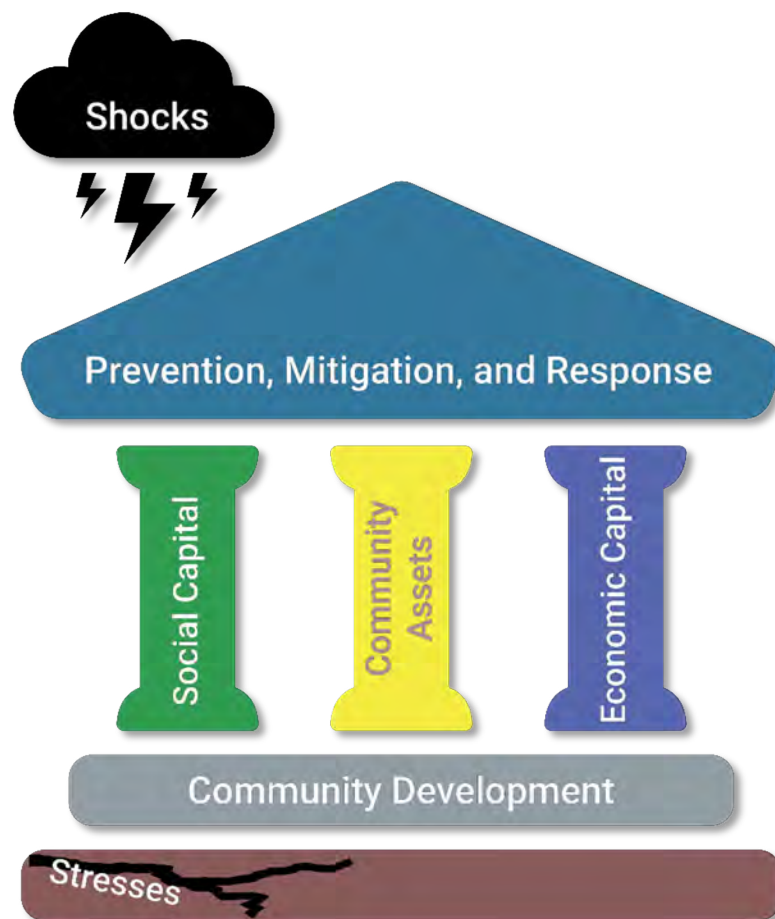 Shocks
Prevention, Mitigation, and Response
Social Capital
Community
Assets
Economic Capital
Community Development
Stresses